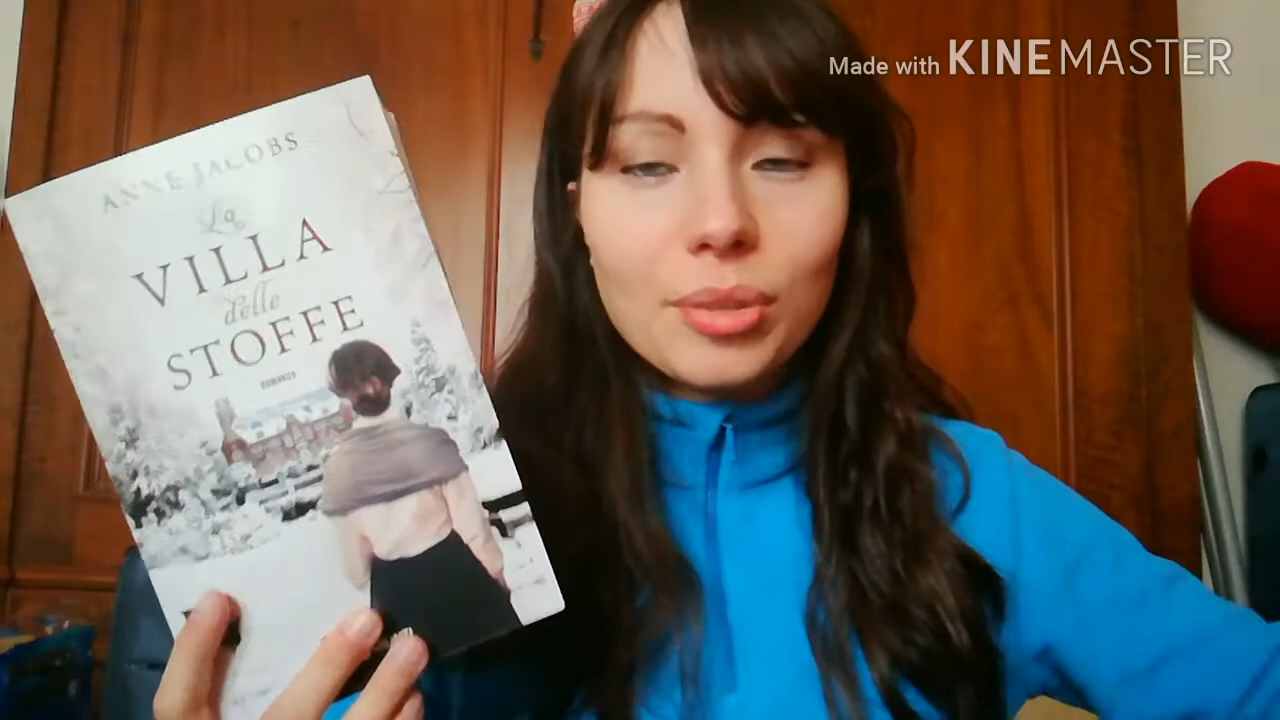 Made with KINEMASTER
ANNE JACOBS
La
VILLA
delle
STOFFE
ROMANZO